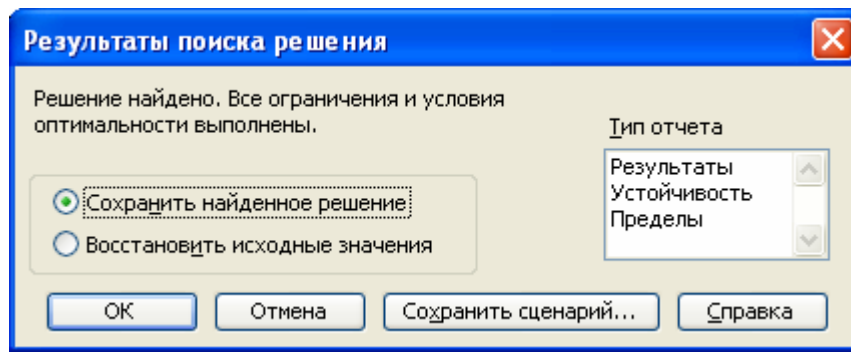 Результаты поиска решения
Решение найдено. Все ограничения и условия
оптимальности выполнены.
Тип отчета
Результаты
Устойчивость
Пределы
Сохранить найденное решение
Восстановить исходные значения
ОК
Отмена
Сохранить сценарий...
Справка